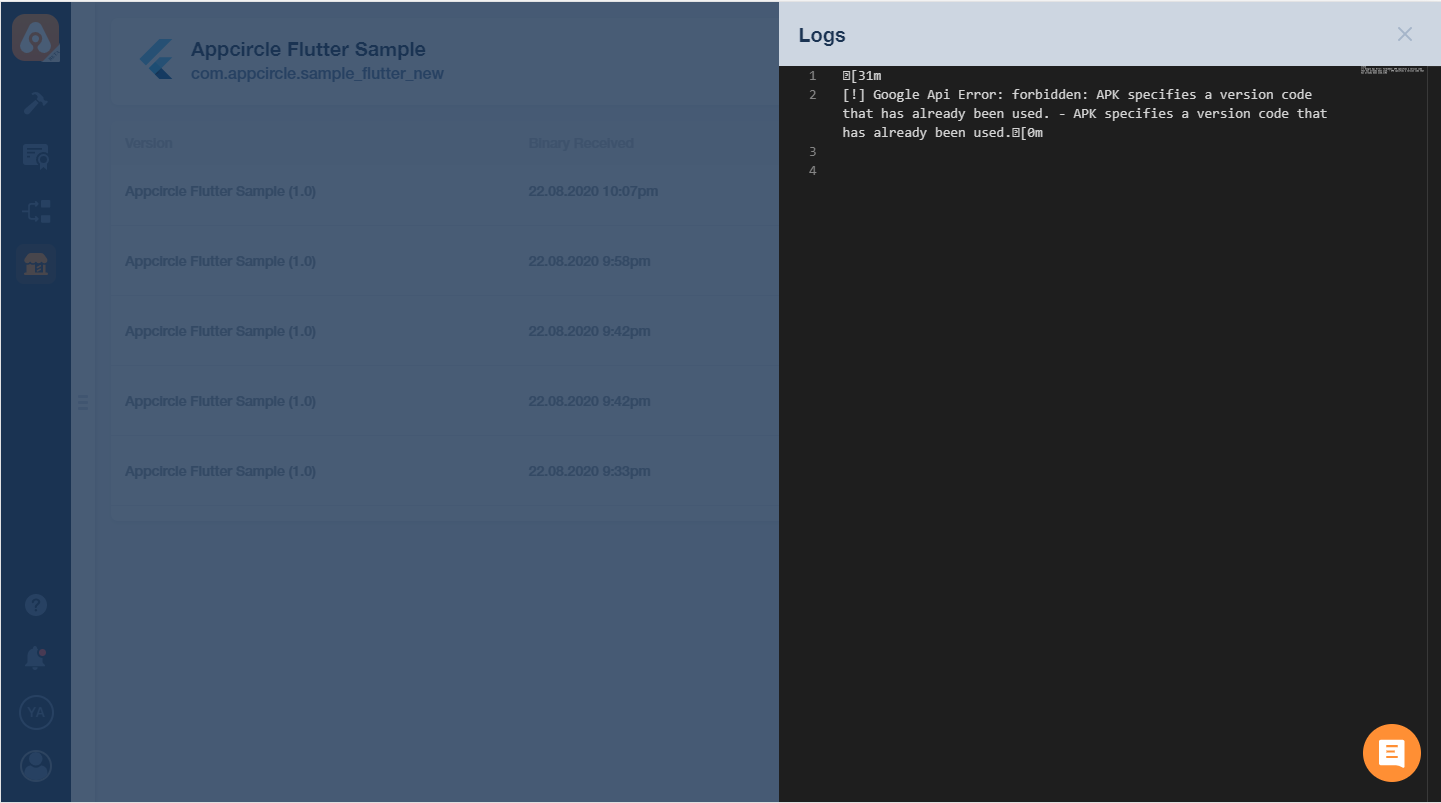 Appcircle Flutter Sample
com.appcircle.sample_flutter_new
Version Binary Received
Appcircle Flutter Sample (1.0) 22.08.2020 10:07pm
Appcircle Flutter Sample (1.0) 22.08.2020 9:58pm
Appcircle Flutter Sample (1.0) 22.08.2020 9:42pm
Appcircle Flutter Sample (1.0) 22.08.2020 9:42pm
Appcircle Flutter Sample (1.0) 22.08.2020 9:33pm
?
YA
Logs
1 [31m
2 [!] Google Api Error: forbidden: APK specifies a version code
that has already been used. - APK specifies a version code that
has already been used.[0m
3
4